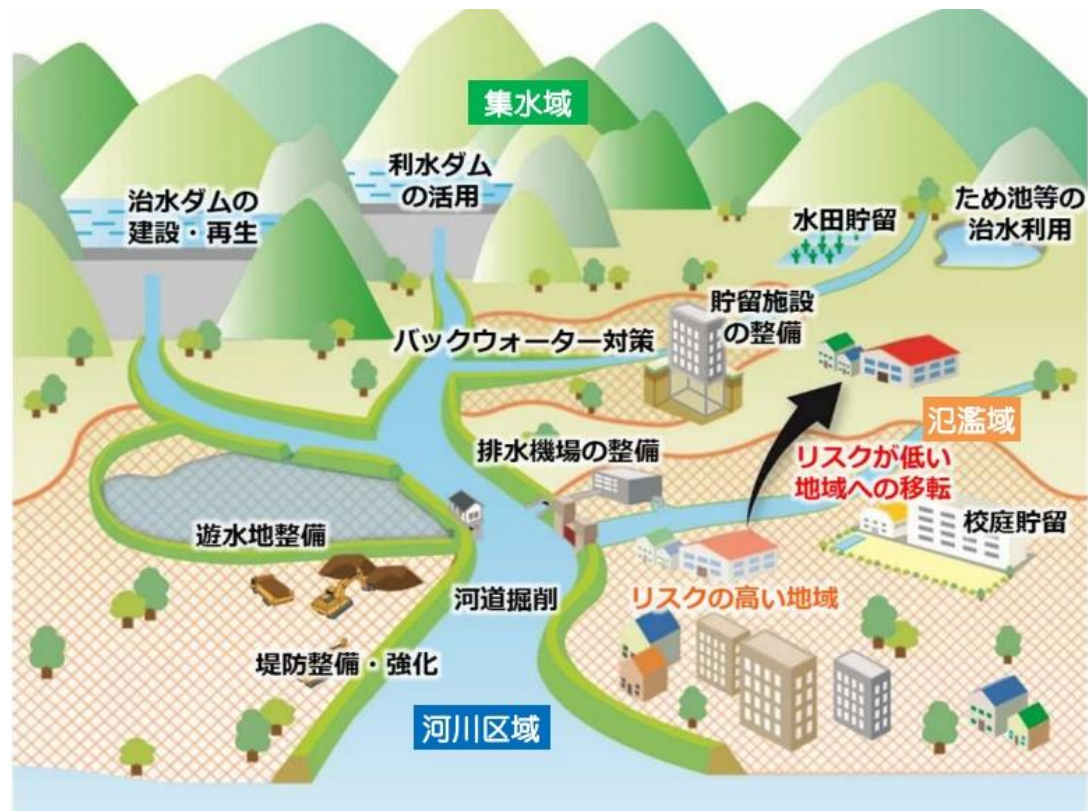 集水域
利水ダム
の活用
治水ダムの
建設・再生
水田貯留
ため池等の
治水利用
貯留施設
の整備
バックウォーター対策
氾濫域
排水機場の整備
リスクが低い
地域への移転
校庭貯留
遊水地整備
河道掘削
リスクの高い地域
堤防整備・強化
河川区域